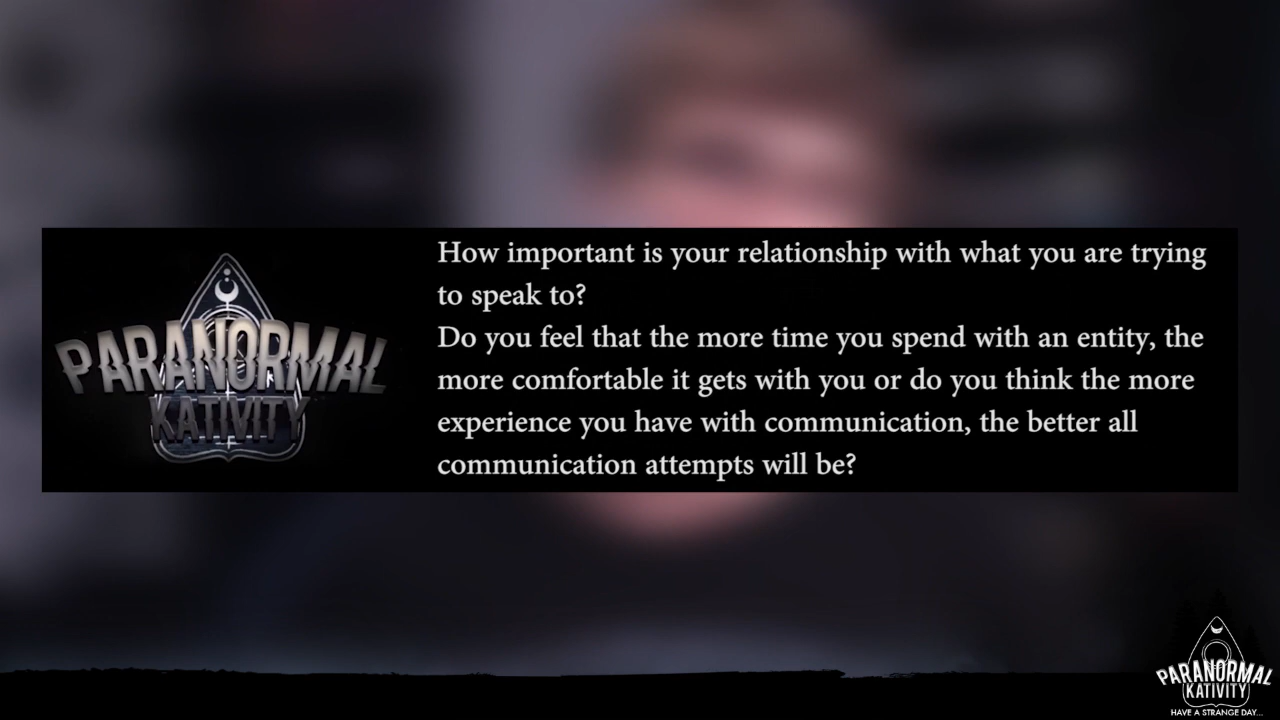 PARANORMAL
KATIVITY
How important is your relationship with what you are trying
to speak to?
Do you feel that the more time you spend with an entity, the
more comfortable it gets with you or do you think the more
experience you have with communication, the better all
communication attempts will be?
PARANORMAL
KATIVITY
HAVE A STRANGE DAY...